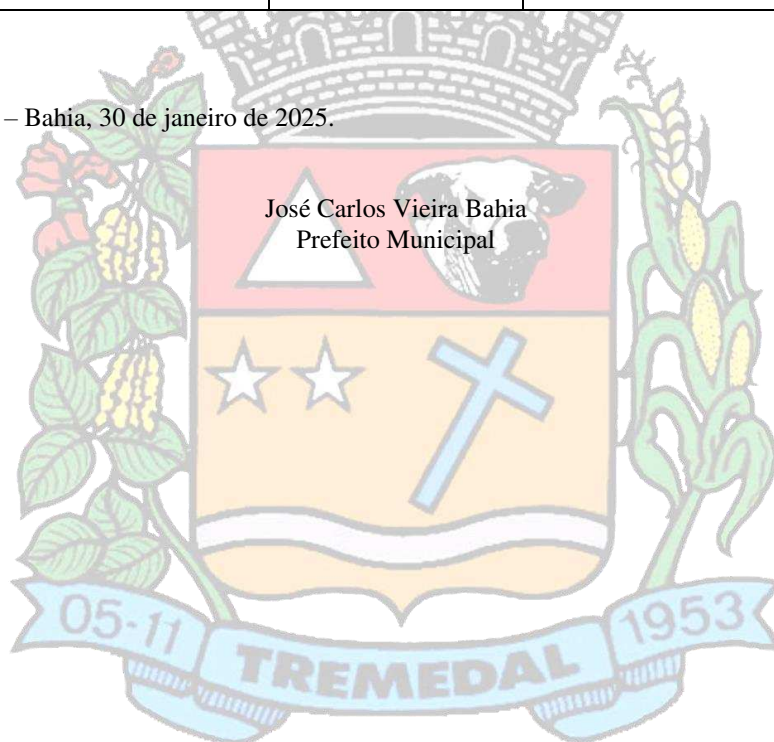 – Bahia, 30 de janeiro de 2025.
José Carlos Vieira Bahia
Prefeito Municipal
05-11 TREMEDAL 1953